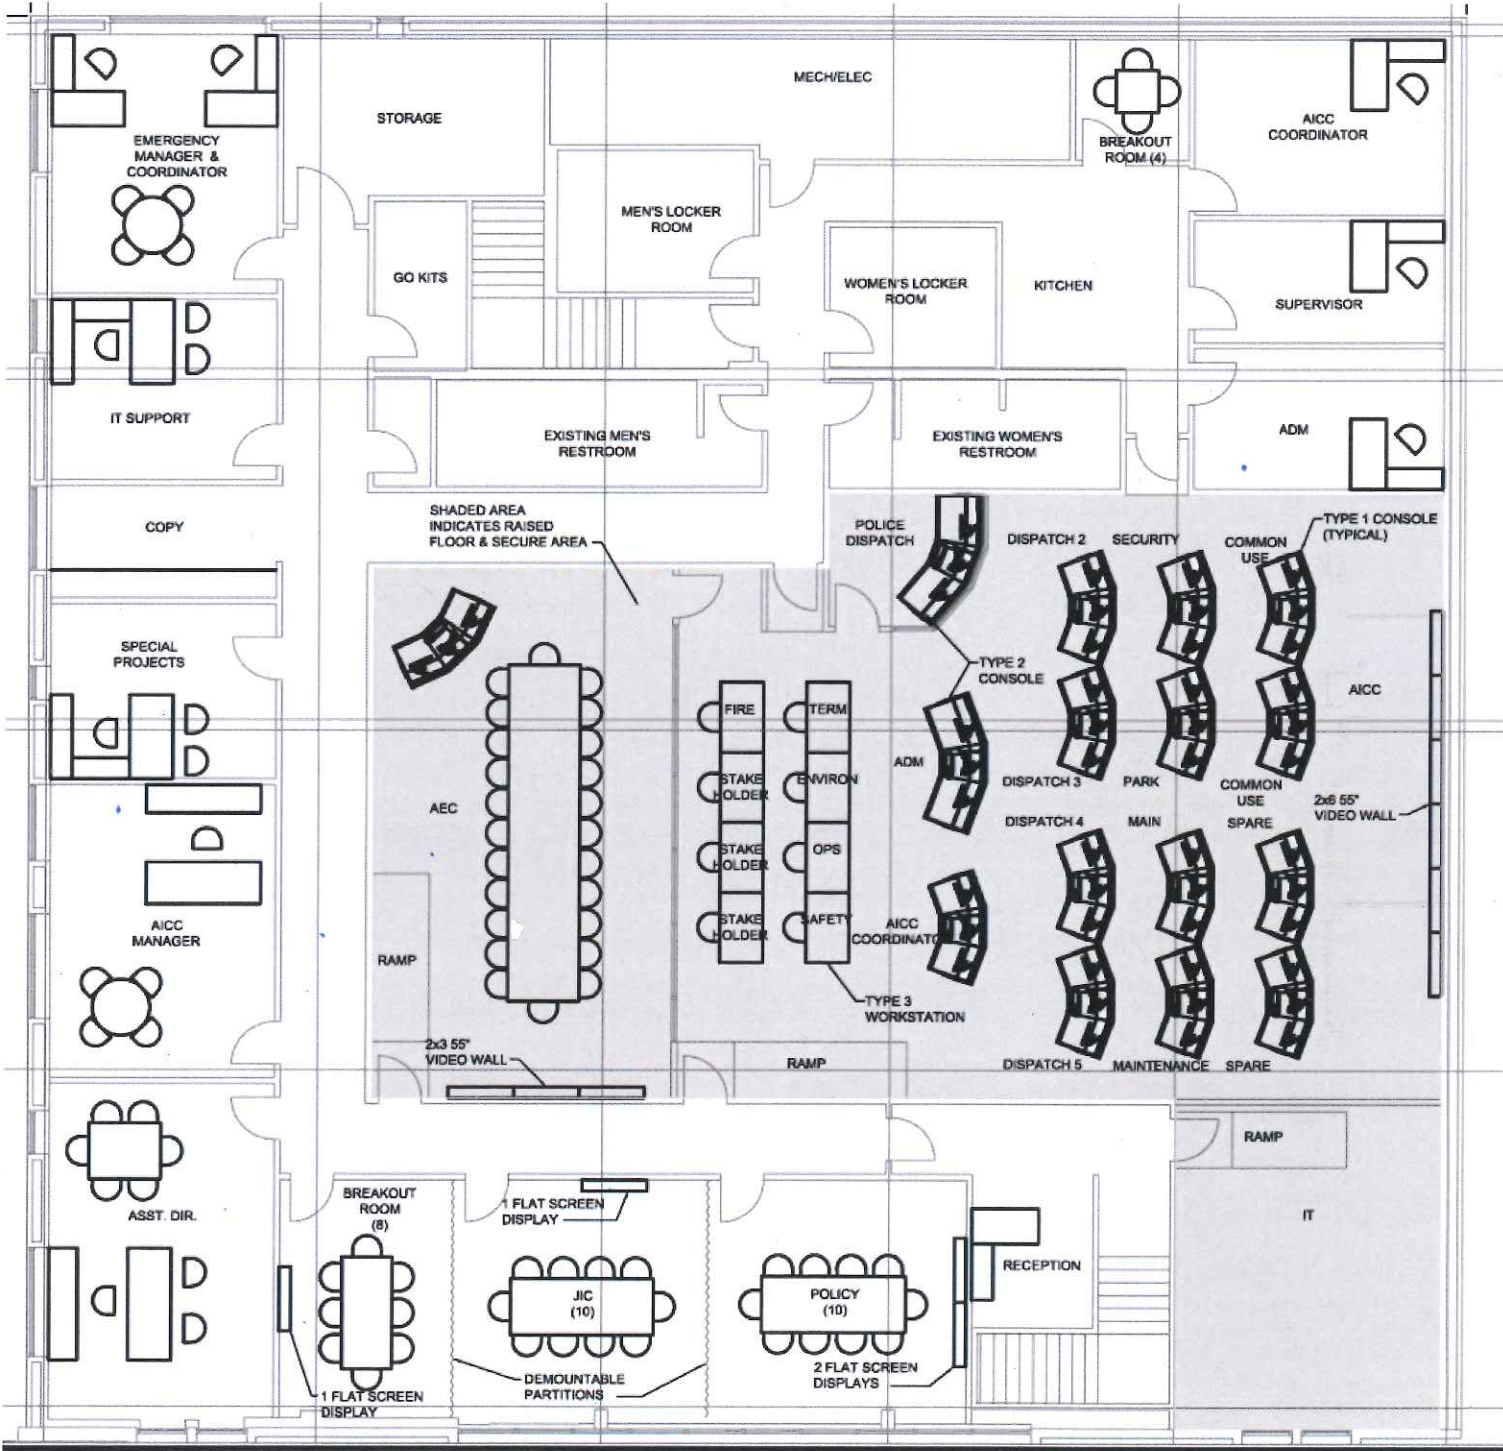 MECH/ELEC
STORAGE
EMERGENCY
MANAGER &
COORDINATOR
BREAKOUT
ROOM (4)
AICC
COORDINATOR
MEN'S LOCKER
ROOM
GO KITS
WOMEN'S LOCKER
ROOM
KITCHEN
SUPERVISOR
IT SUPPORT
EXISTING MEN'S
RESTROOM
EXISTING WOMEN'S
RESTROOM
ADM
COPY
SHADED AREA
INDICATES RAISED
FLOOR & SECURE AREA
POLICE
DISPATCH
DISPATCH 2
SECURITY
COMMON
USE
TYPE 1 CONSOLE
(TYPICAL)
SPECIAL
PROJECTS
TYPE 2
CONSOLE
AICC
FIRE
TERM
ADM
STAKE
HOLDER
ENVIRON
DISPATCH 3
PARK
COMMON
USE
2x6 55"
VIDEO WALL
AEC
DISPATCH 4
MAIN
SPARE
STAKE
HOLDER
OPS
AICC
MANAGER
STAKE
HOLDER
SAFETY
AICC
COORDINATOR
RAMP
TYPE 3
WORKSTATION
2x3 55"
VIDEO WALL
RAMP
DISPATCH 5
MAINTENANCE
SPARE
RAMP
ASST. DIR.
BREAKOUT
ROOM
(8)
1 FLAT SCREEN
DISPLAY
IT
RECEPTION
JIC
(10)
POLICY
(10)
DEMOUNTABLE
PARTITIONS
2 FLAT SCREEN
DISPLAYS
1 FLAT SCREEN
DISPLAY